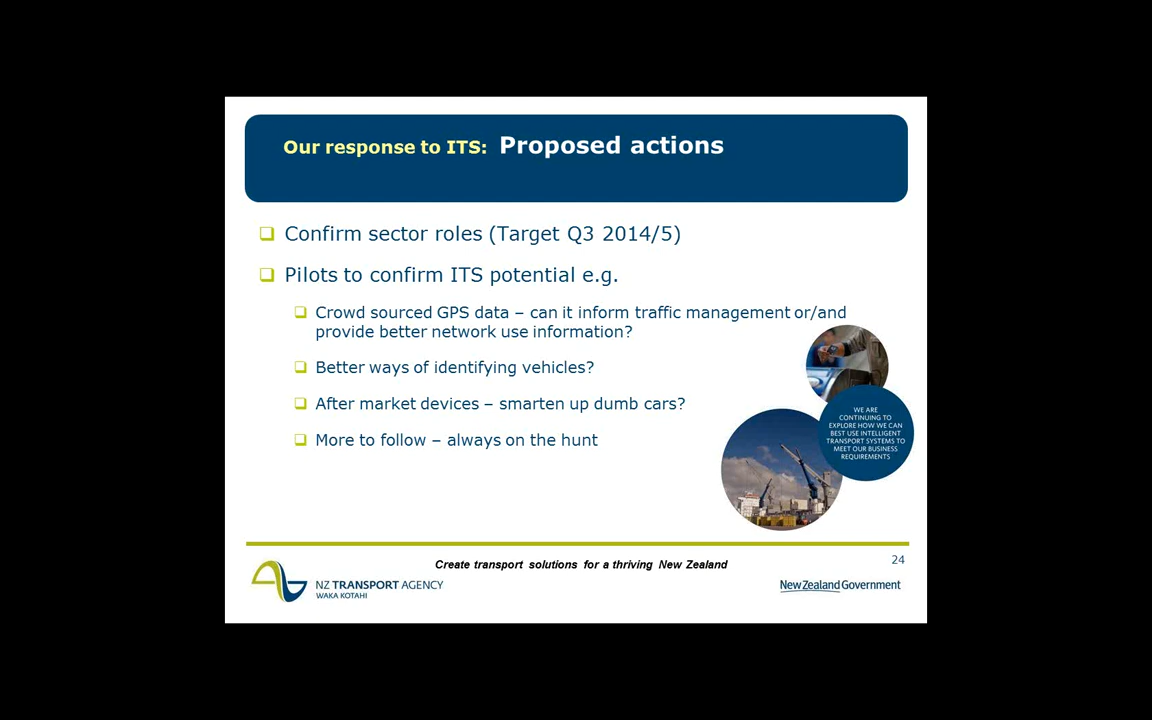 Our response to ITS: Proposed actions
Confirm sector roles (Target Q3 2014/5)
Pilots to confirm ITS potential e.g.
Crowd sourced GPS data – can it inform traffic management or/and
provide better network use information?
Better ways of identifying vehicles?
After market devices – smarten up dumb cars?
More to follow – always on the hunt
WE ARE
CONTINUING TO
EXPLORE HOW WE CAN
BEST USE INTELLIGENT
TRANSPORT SYSTEMS TO
MEET OUR BUSINESS
REQUIREMENTS
Create transport solutions for a thriving New Zealand
24
NZ TRANSPORT AGENCY
WAKA KOTAHI
New Zealand Government